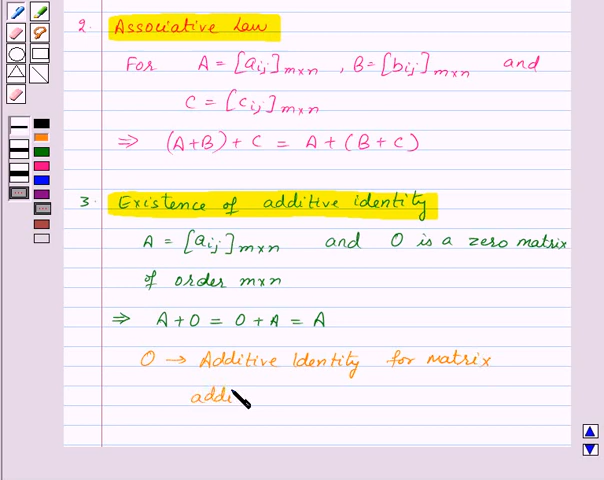 2. Associative Law
For A = [aij]m×n , B = [bij]m×n and
C = [cij]m×n
⇒ (A+B) + C = A + (B + C)
3. Existence of additive identity
A = [aij]m×n and O is a zero matrix
of order m×n
⇒ A + O = O + A = A
O → Additive Identity for matrix
addi